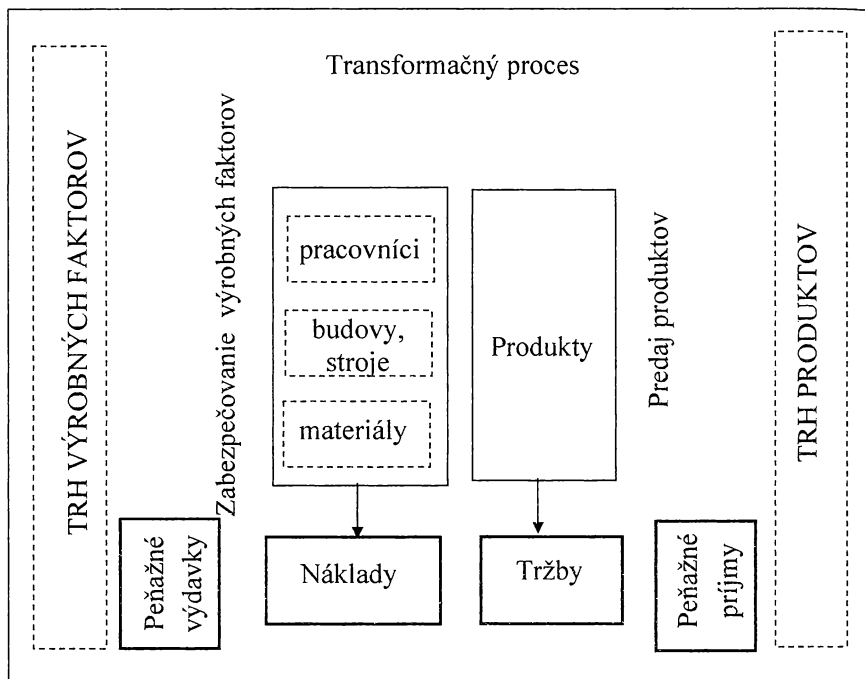 Transformačný proces
TRH VÝROBNÝCH FAKTOROV
Zabezpečovanie výrobných faktorov
pracovníci
budovy,
stroje
materiály
Produkty
Predaj produktov
TRH PRODUKTOV
Peňažné
výdavky
Náklady
Tržby
Peňažné
príjmy